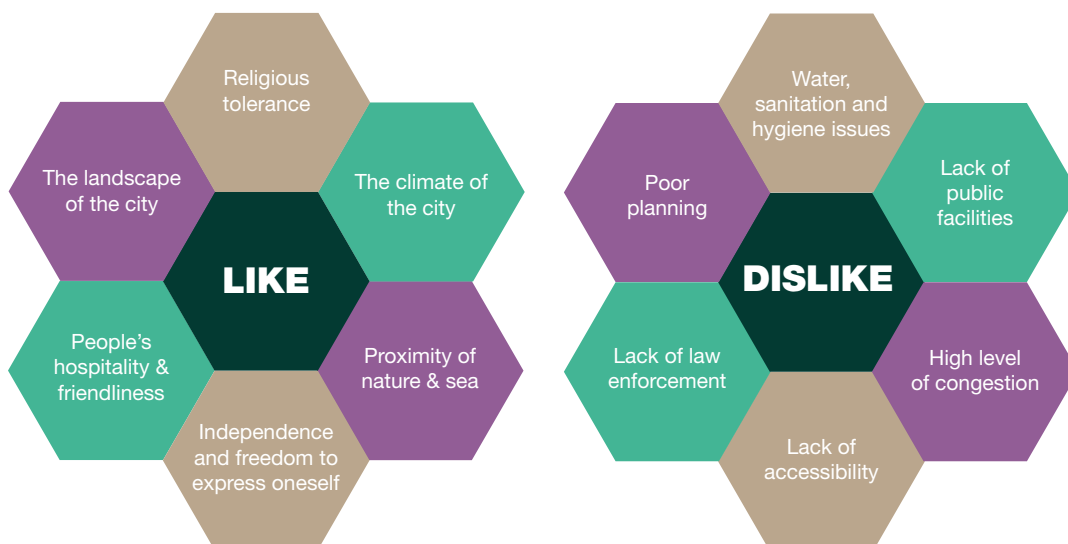 Religious
tolerance
The landscape
of the city
The climate of
the city
LIKE
People’s
hospitality &
friendliness
Proximity of
nature & sea
Independence
and freedom to
express oneself
Water,
sanitation and
hygiene issues
Poor
planning
Lack of
public
facilities
DISLIKE
Lack of law
enforcement
High level
of congestion
Lack of
accessibility